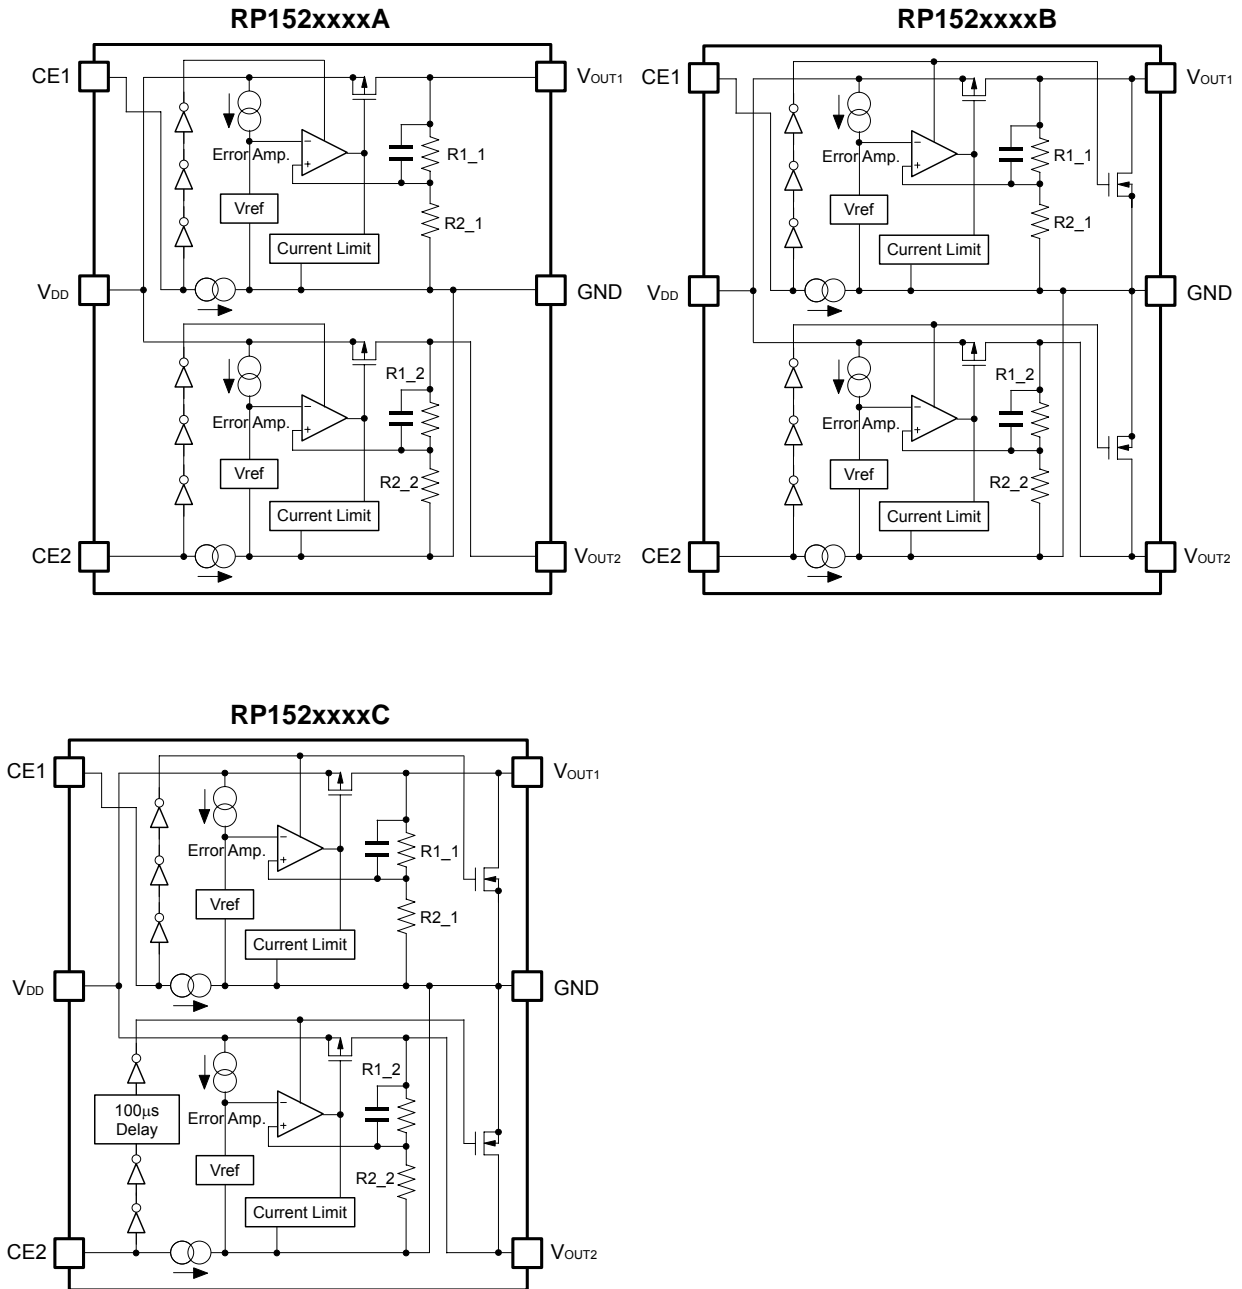 RP152xxxxA
CE1
VOUT1
Error Amp.
R1_1
Vref
R2_1
Current Limit
VDD
GND
R1_2
Error Amp.
Vref
R2_2
Current Limit
CE2
VOUT2
RP152xxxxB
CE1
VOUT1
Error Amp.
R1_1
Vref
R2_1
Current Limit
VDD
GND
R1_2
Error Amp.
Vref
R2_2
Current Limit
CE2
VOUT2
RP152xxxxC
CE1
VOUT1
Error Amp.
R1_1
Vref
R2_1
Current Limit
VDD
GND
R1_2
100μs
Delay
Error Amp.
Vref
R2_2
Current Limit
CE2
VOUT2